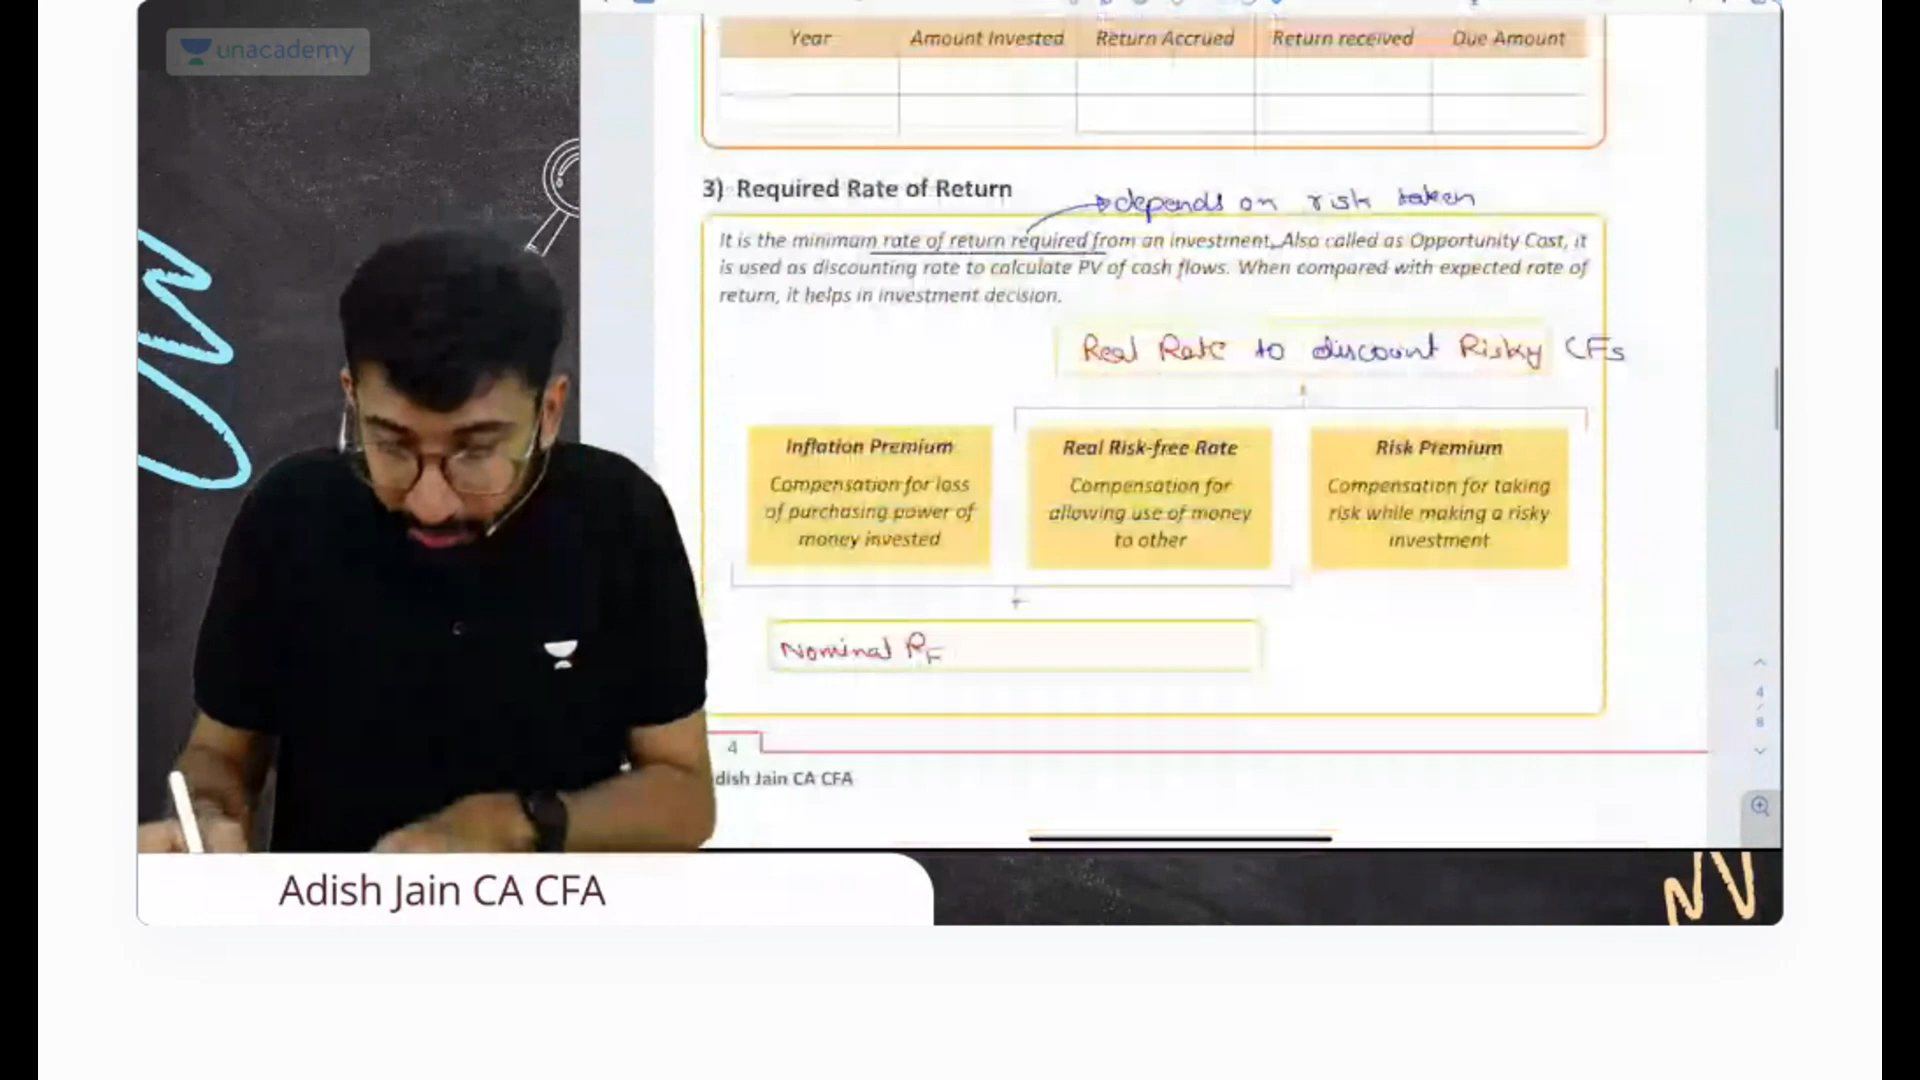 unacademy
Year Amount Invested Return Accrued Return received Due Amount
3) Required Rate of Return
depends on risk taken
It is the minimum rate of return required from an investment. Also called as Opportunity Cost, it
is used as discounting rate to calculate PV of cash flows. When compared with expected rate of
return, it helps in investment decision.
Real Rate to discount Risky CFs
Inflation Premium
Compensation for loss
of purchasing power of
money invested
Real Risk-free Rate
Compensation for
allowing use of money
to other
Risk Premium
Compensation for taking
risk while making a risky
investment
Nominal RF
4
/
8
4
dish Jain CA CFA
Adish Jain CA CFA